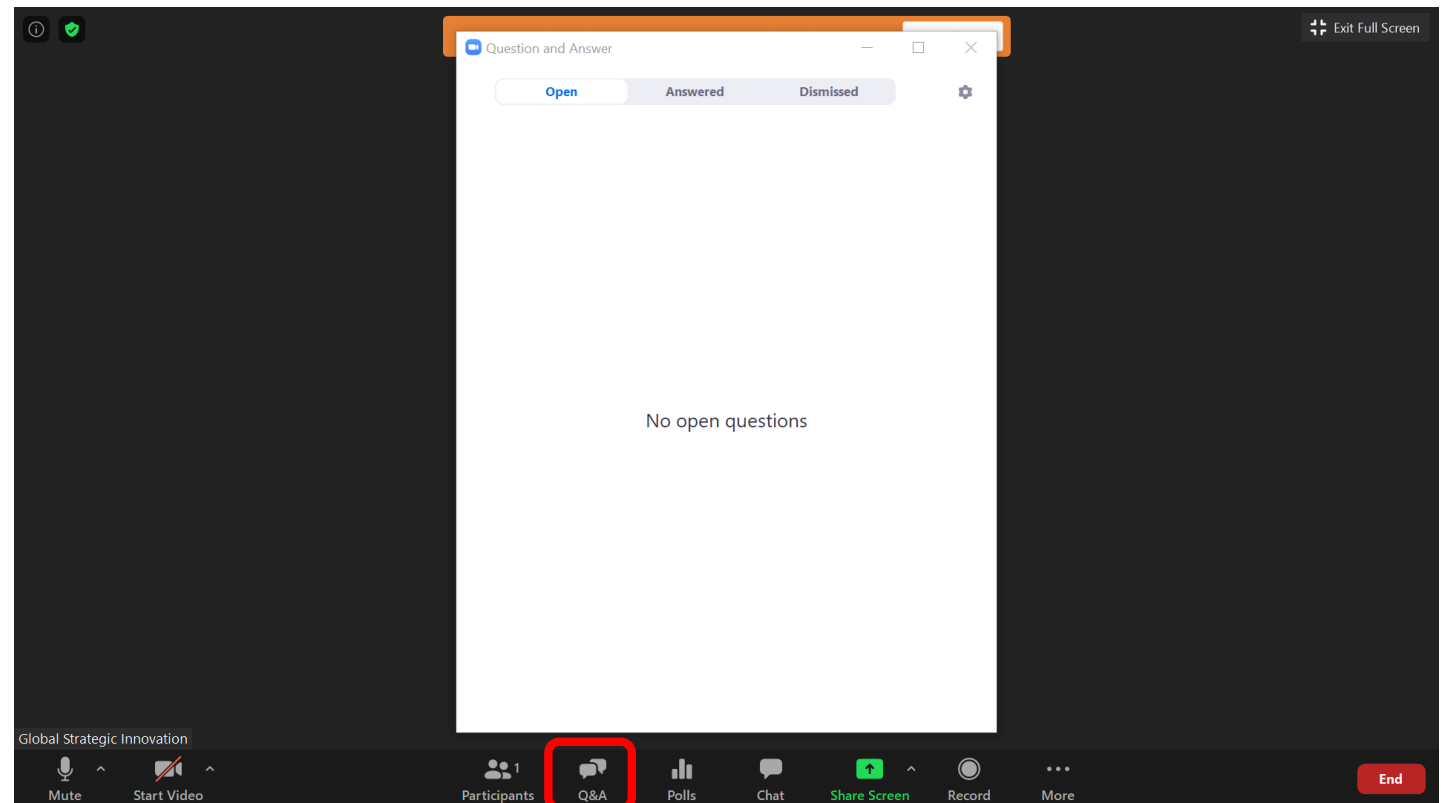 Exit Full Screen
Question and Answer
Open Answered Dismissed
No open questions
Global Strategic Innovation
1
Mute Start Video Participants Q&A Polls Chat Share Screen Record More End